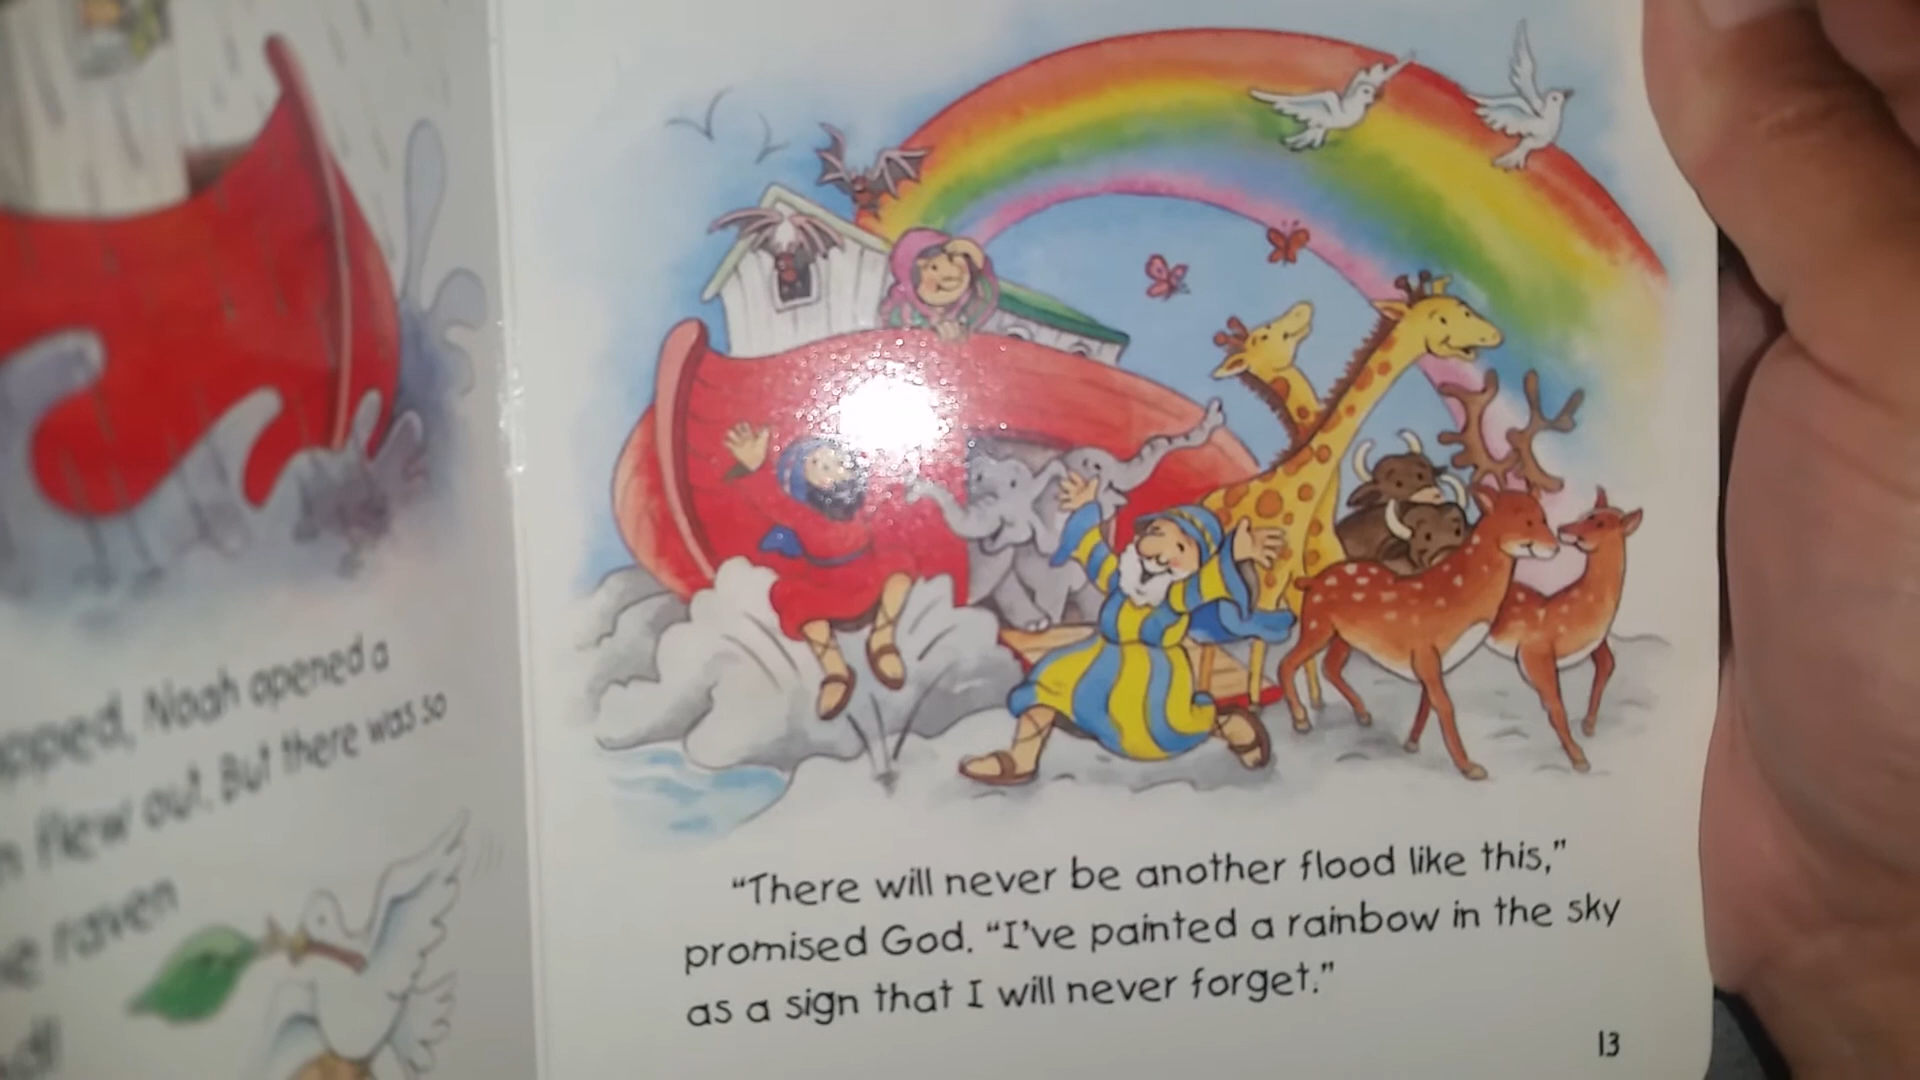 Noah opened a
flew out. But there was so
raven
"There will never be another flood like this,"
promised God. "I've painted a rainbow in the sky
as a sign that I will never forget."
13